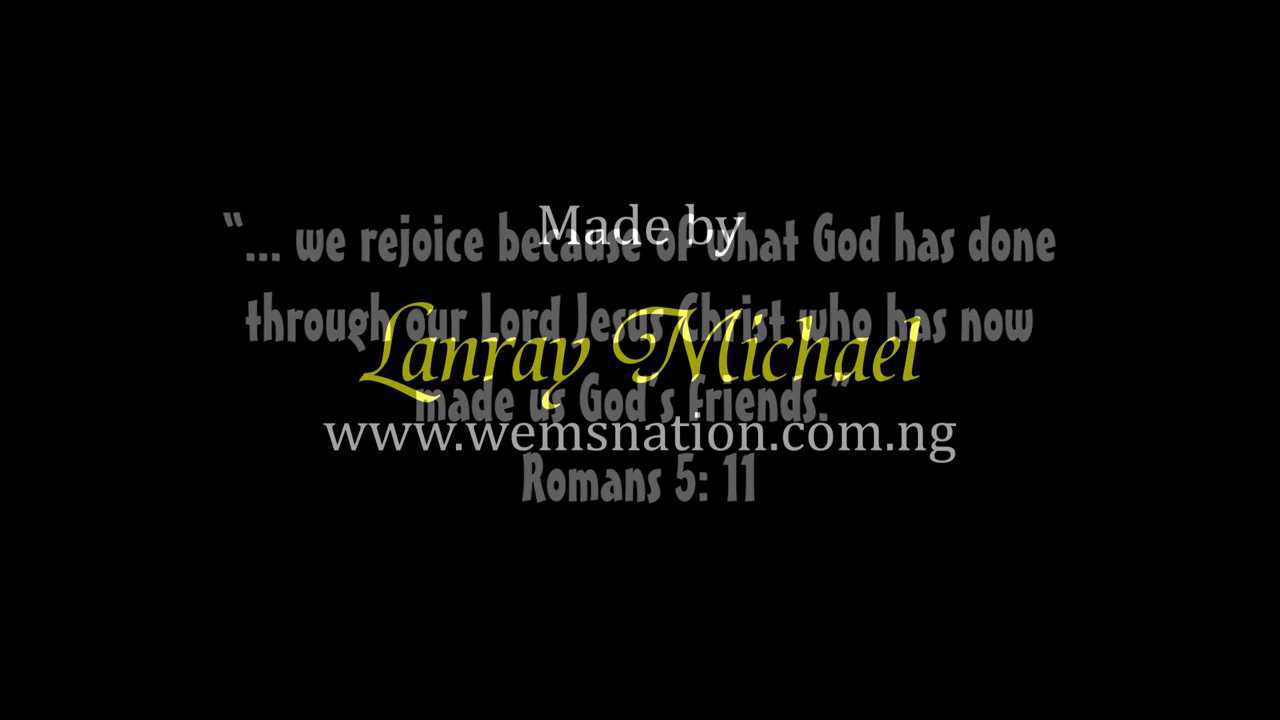 Made by
“... we rejoice because of what God has done
through our Lord Jesus Christ who has now
Lanray Michael
made us God's friends.”
www.wemsnation.com.ng
Romans 5: 11